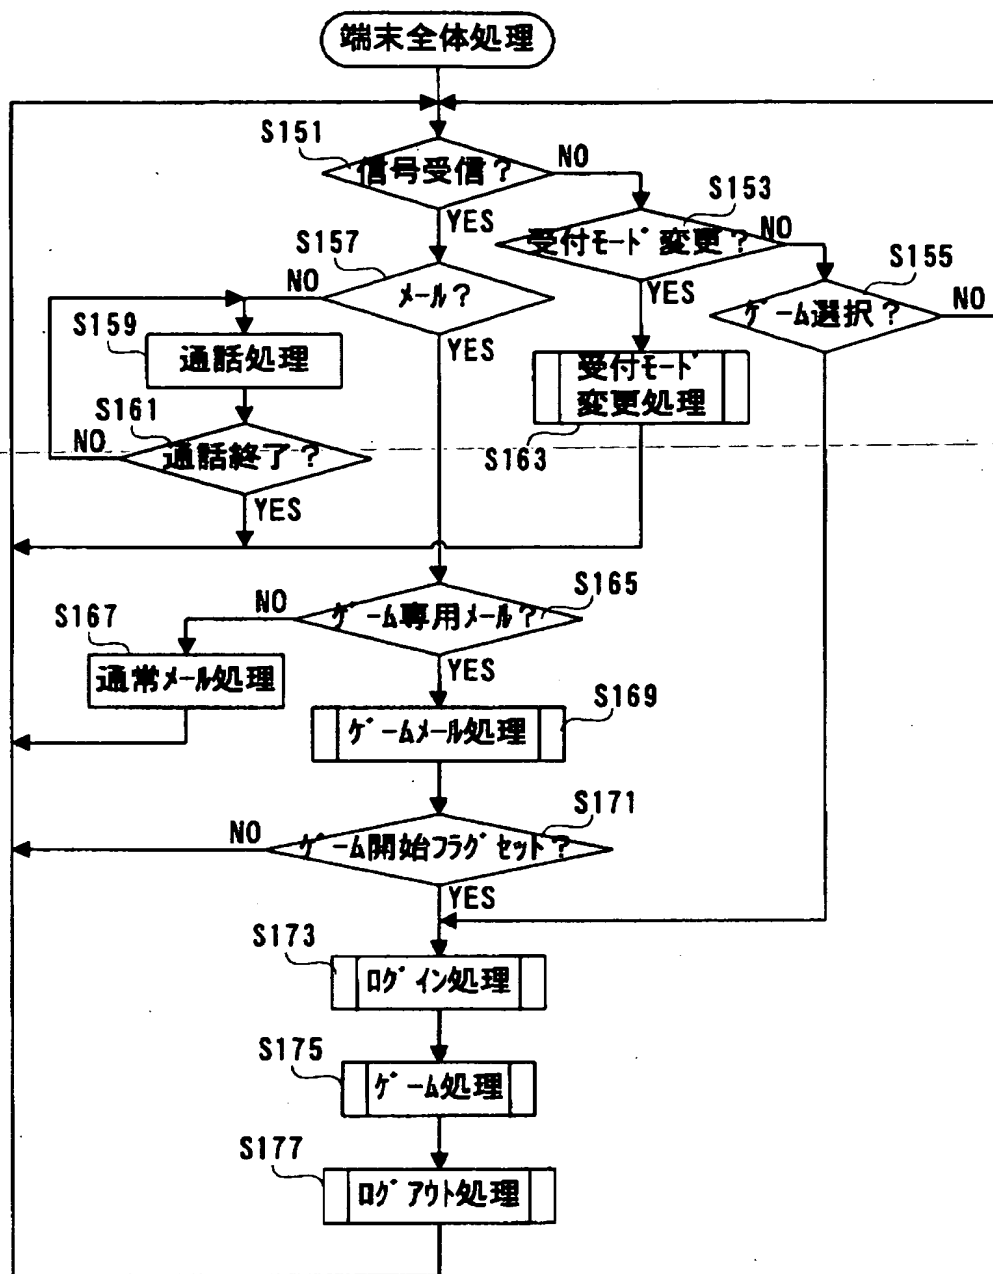 端末全体処理
S151
信号受信?
NO
YES
S153
受付モード変更?
NO
YES
S155
ゲーム選択?
NO
S157
メール?
NO
YES
S159
通話処理
S161
通話終了?
NO
YES
受付モード
変更処理
S163
S165
ゲーム専用メール?
NO
YES
S167
通常メール処理
S169
ゲームメール処理
S171
ゲーム開始フラグセット?
NO
YES
S173
ログイン処理
S175
ゲーム処理
S177
ログアウト処理